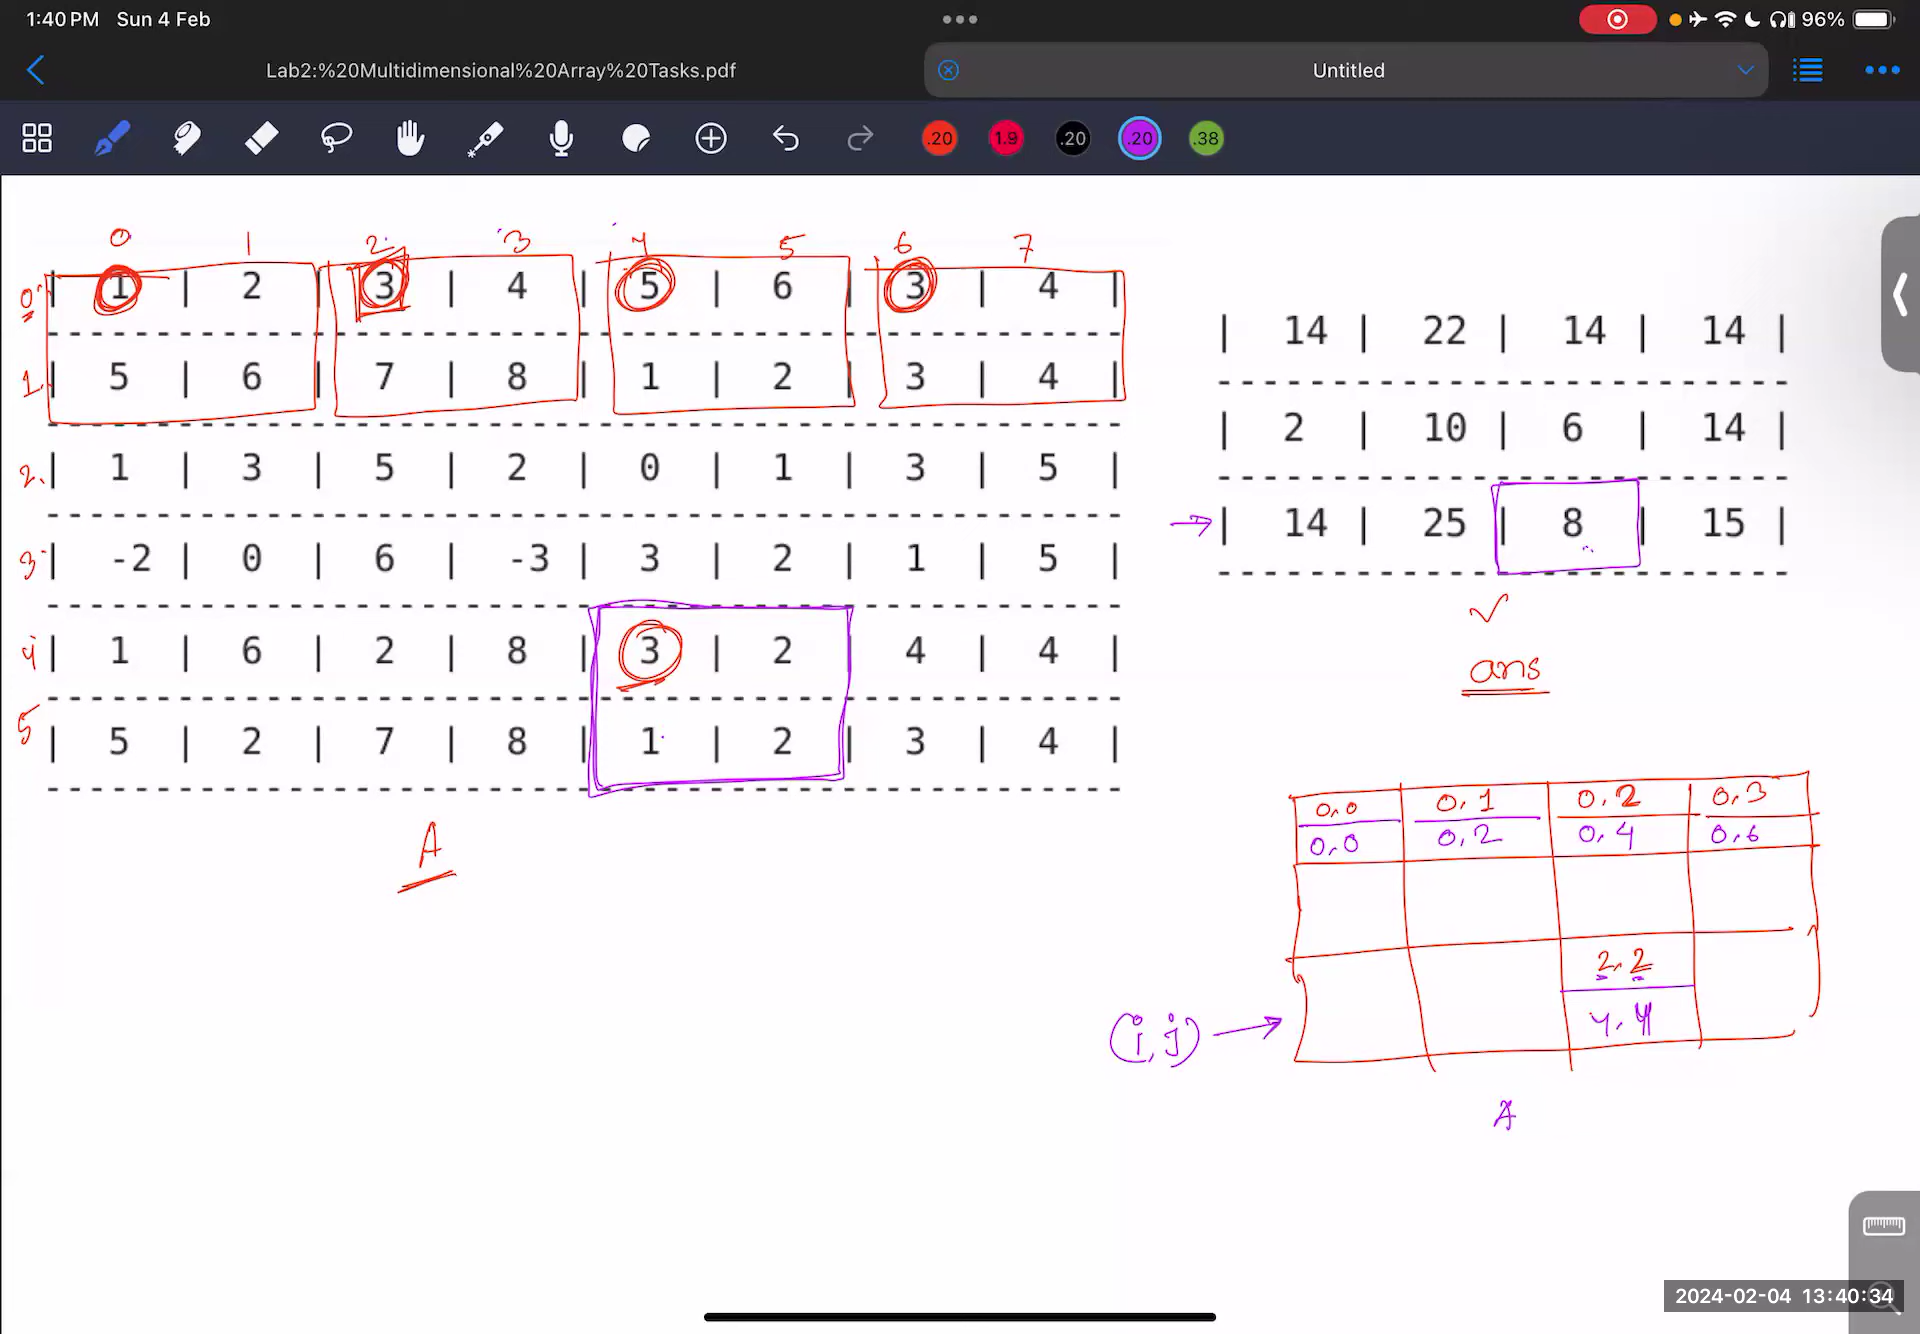 1:40 PM Sun 4 Feb 96%
Lab2:%20Multidimensional%20Array%20Tasks.pdf Untitled
.20 1.9 .20 .20 .38
0 1 2 3 4 5 6 7
0 | 1 | 2 | 3 | 4 | 5 | 6 | 3 | 4 |
1 | 5 | 6 | 7 | 8 | 1 | 2 | 3 | 4 |
2. | 1 | 3 | 5 | 2 | 0 | 1 | 3 | 5 |
3 | -2 | 0 | 6 | -3 | 3 | 2 | 1 | 5 |
4 | 1 | 6 | 2 | 8 | 3 | 2 | 4 | 4 |
5 | 5 | 2 | 7 | 8 | 1 | 2 | 3 | 4 |
A
| 14 | 22 | 14 | 14 |
| 2 | 10 | 6 | 14 |
→ | 14 | 25 | 8 | 15 |
✓
ans
0,0 0,1 0,2 0,3
0,0 0,2 0,4 0,6
2,2
4,4
(i,j) →
A
2024-02-04 13:40:34